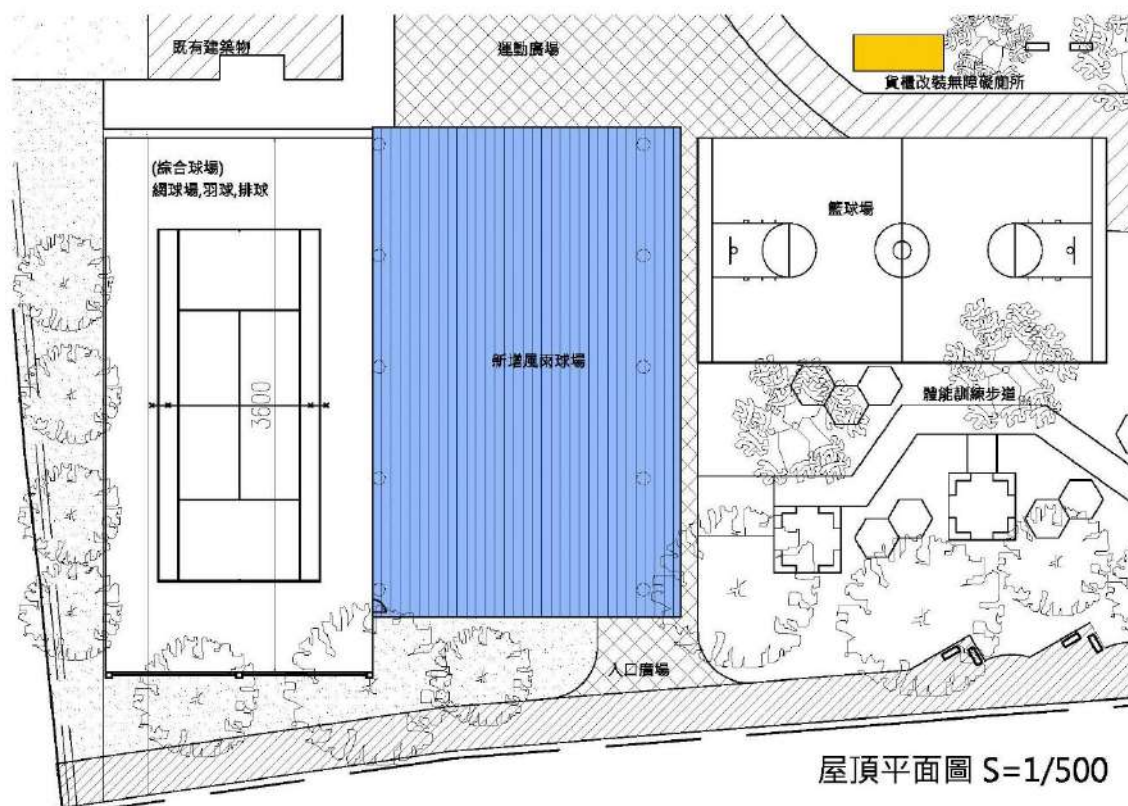 既有建築物
運動廣場
貨櫃改裝無障礙廁所
(綜合球場)
網球場,羽球,排球
籃球場
新增風雨球場
3600
體能訓練步道
入口廣場
屋頂平面圖 S=1/500